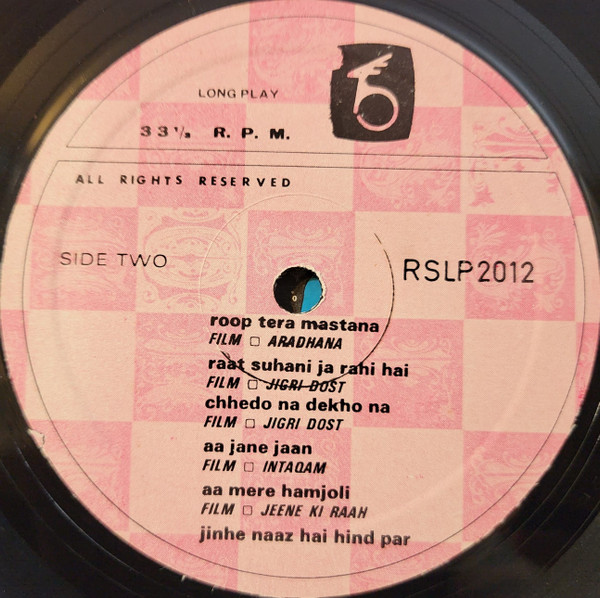 LONG PLAY
33⅓ R. P. M.
ALL RIGHTS RESERVED
SIDE TWO
RSLP2012
roop tera mastana
FILM □ ARADHANA
raat suhani ja rahi hai
FILM □ JIGRI DOST
chhedo na dekho na
FILM □ JIGRI DOST
aa jane jaan
FILM □ INTAQAM
aa mere hamjoli
FILM □ JEENE KI RAAH
jinhe naaz hai hind par